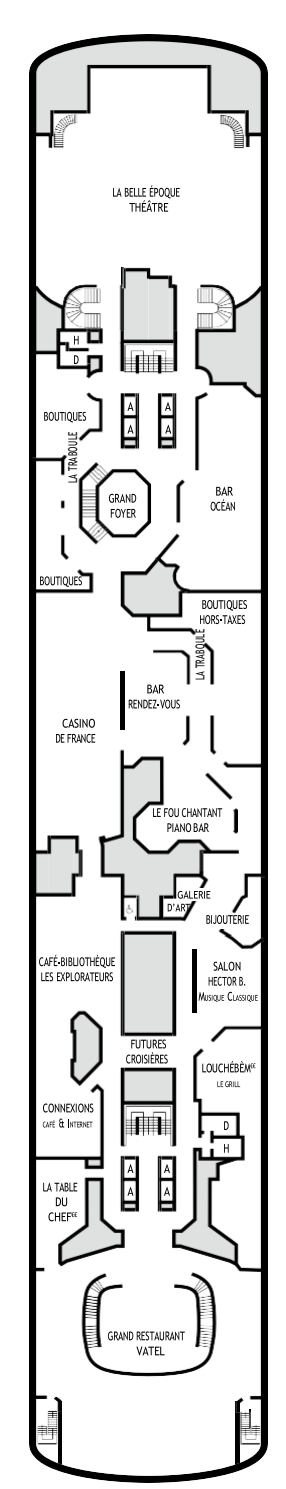 LA BELLE ÉPOQUE
THÉÂTRE
H
D
A
A
A
A
BOUTIQUES
LA TRABOULE
GRAND
FOYER
BAR
OCÉAN
BOUTIQUES
BOUTIQUES
HORS•TAXES
LA TRABOULE
BAR
RENDEZ-VOUS
CASINO
DE FRANCE
LE FOU CHANTANT
PIANO BAR
GALERIE
D'ART
BIJOUTERIE
CAFÉ•BIBLIOTHÈQUE
LES EXPLORATEURS
SALON
HECTOR B.
MUSIQUE CLASSIQUE
FUTURES
CROISIÈRES
LOUCHÉBÈM€€
LE GRILL
CONNEXIONS
CAFÉ & INTERNET
D
H
A
A
A
A
LA TABLE
DU
CHEF€€
GRAND RESTAURANT
VATEL